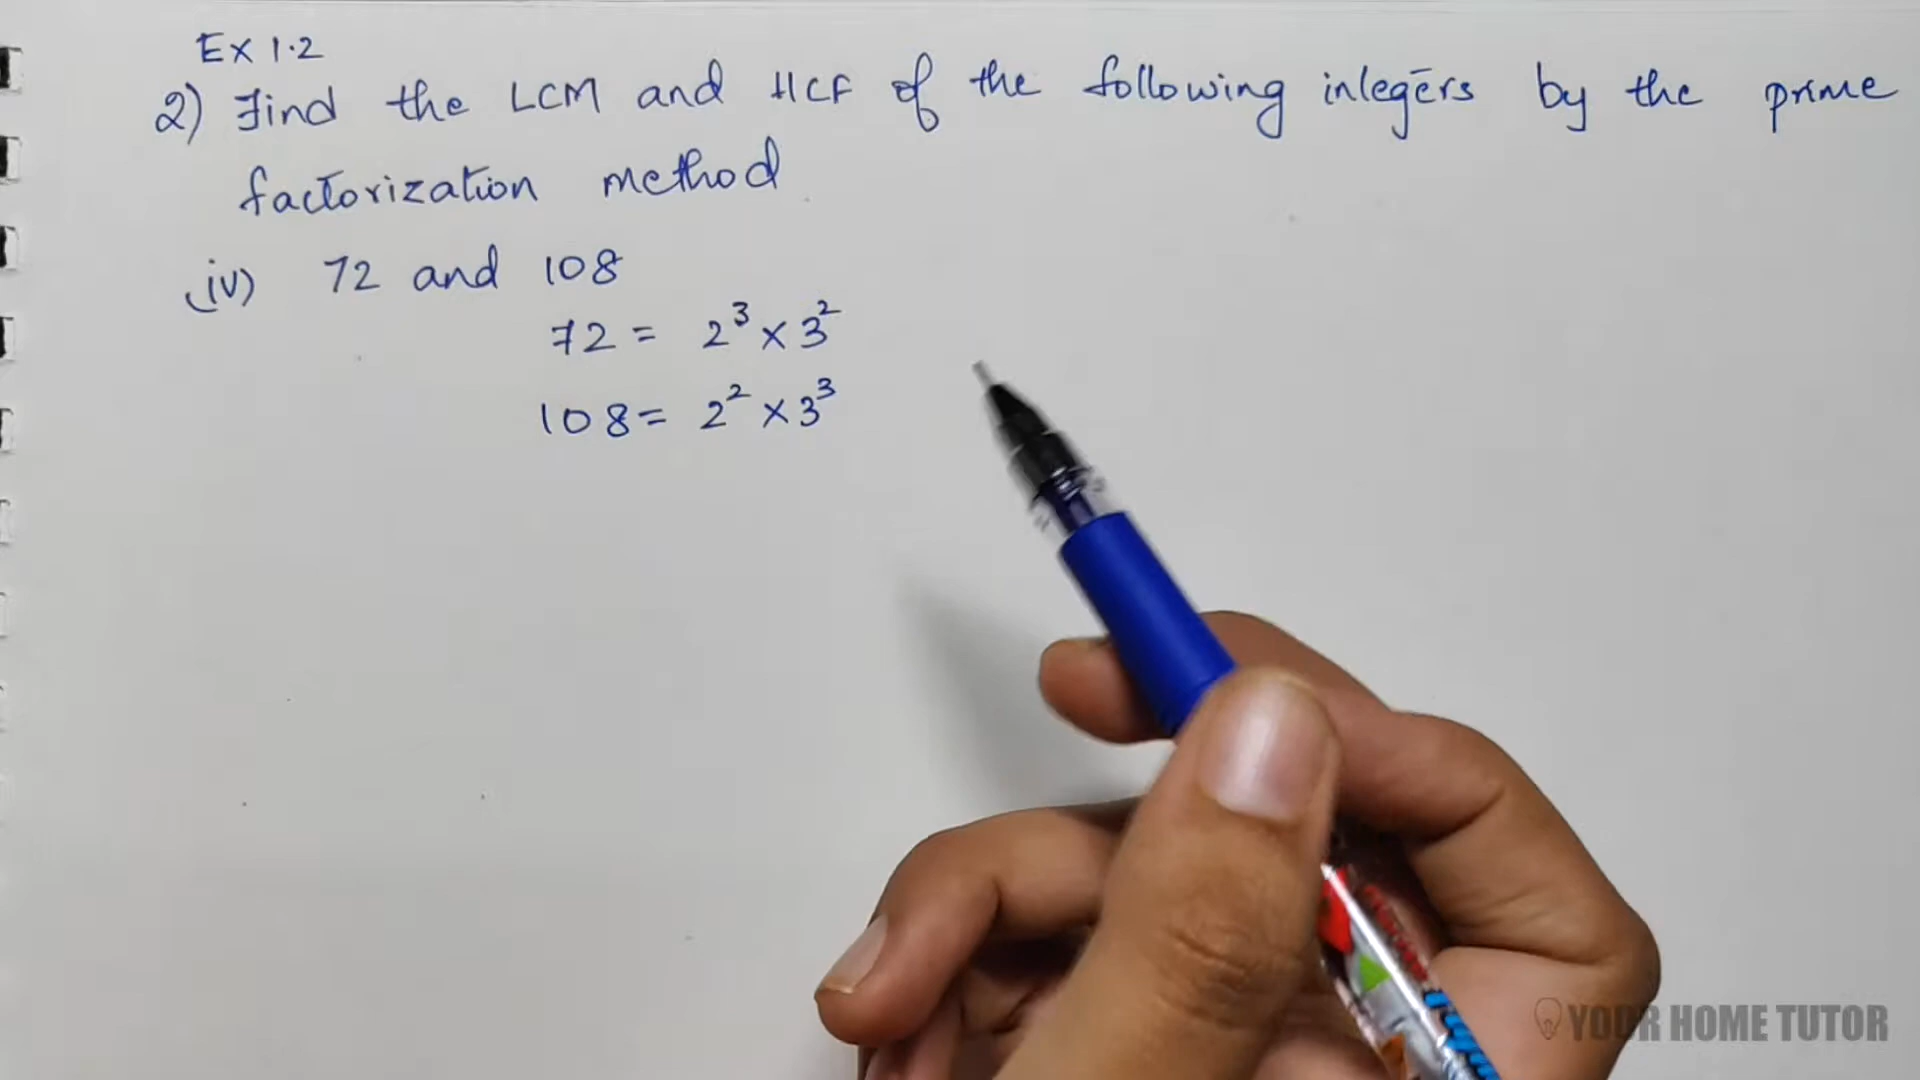 Ex 1.2
2) Find the LCM and HCF of the following integers by the prime
factorization method
(iv) 72 and 108
72 = 2³ × 3²
108 = 2² × 3³
YOUR HOME TUTOR